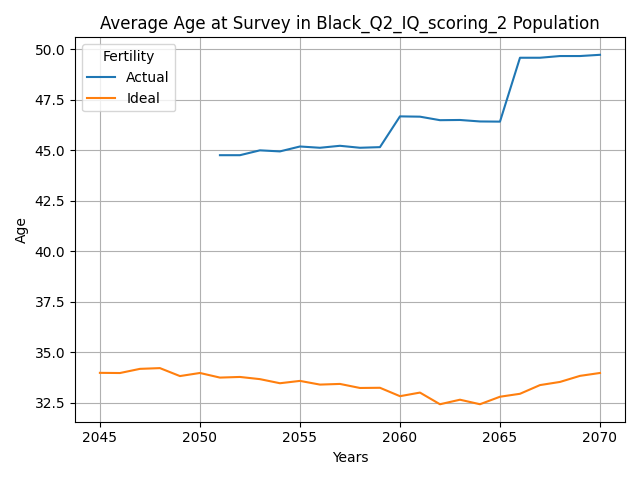 Average Age at Survey in Black_Q2_IQ_scoring_2 Population
Fertility
Actual
Ideal
50.0
47.5
45.0
42.5
40.0
37.5
35.0
32.5
Age
2045
2050
2055
2060
2065
2070
Years